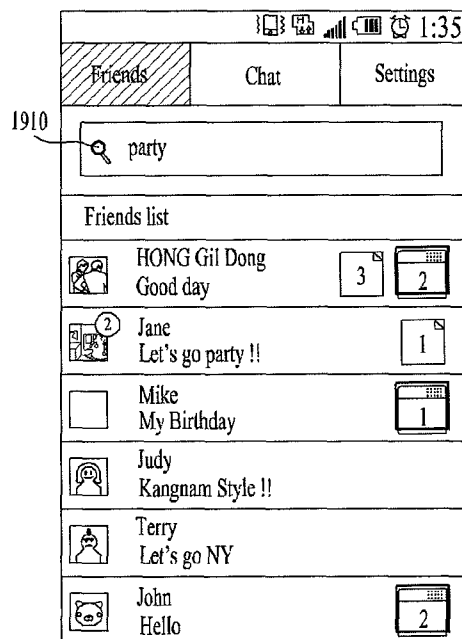 1:35
Friends Chat Settings
1910
party
Friends list
HONG Gil Dong
Good day
3 2
2
Jane
Let's go party !!
1
Mike
My Birthday
1
Judy
Kangnam Style !!
Terry
Let's go NY
John
Hello
2